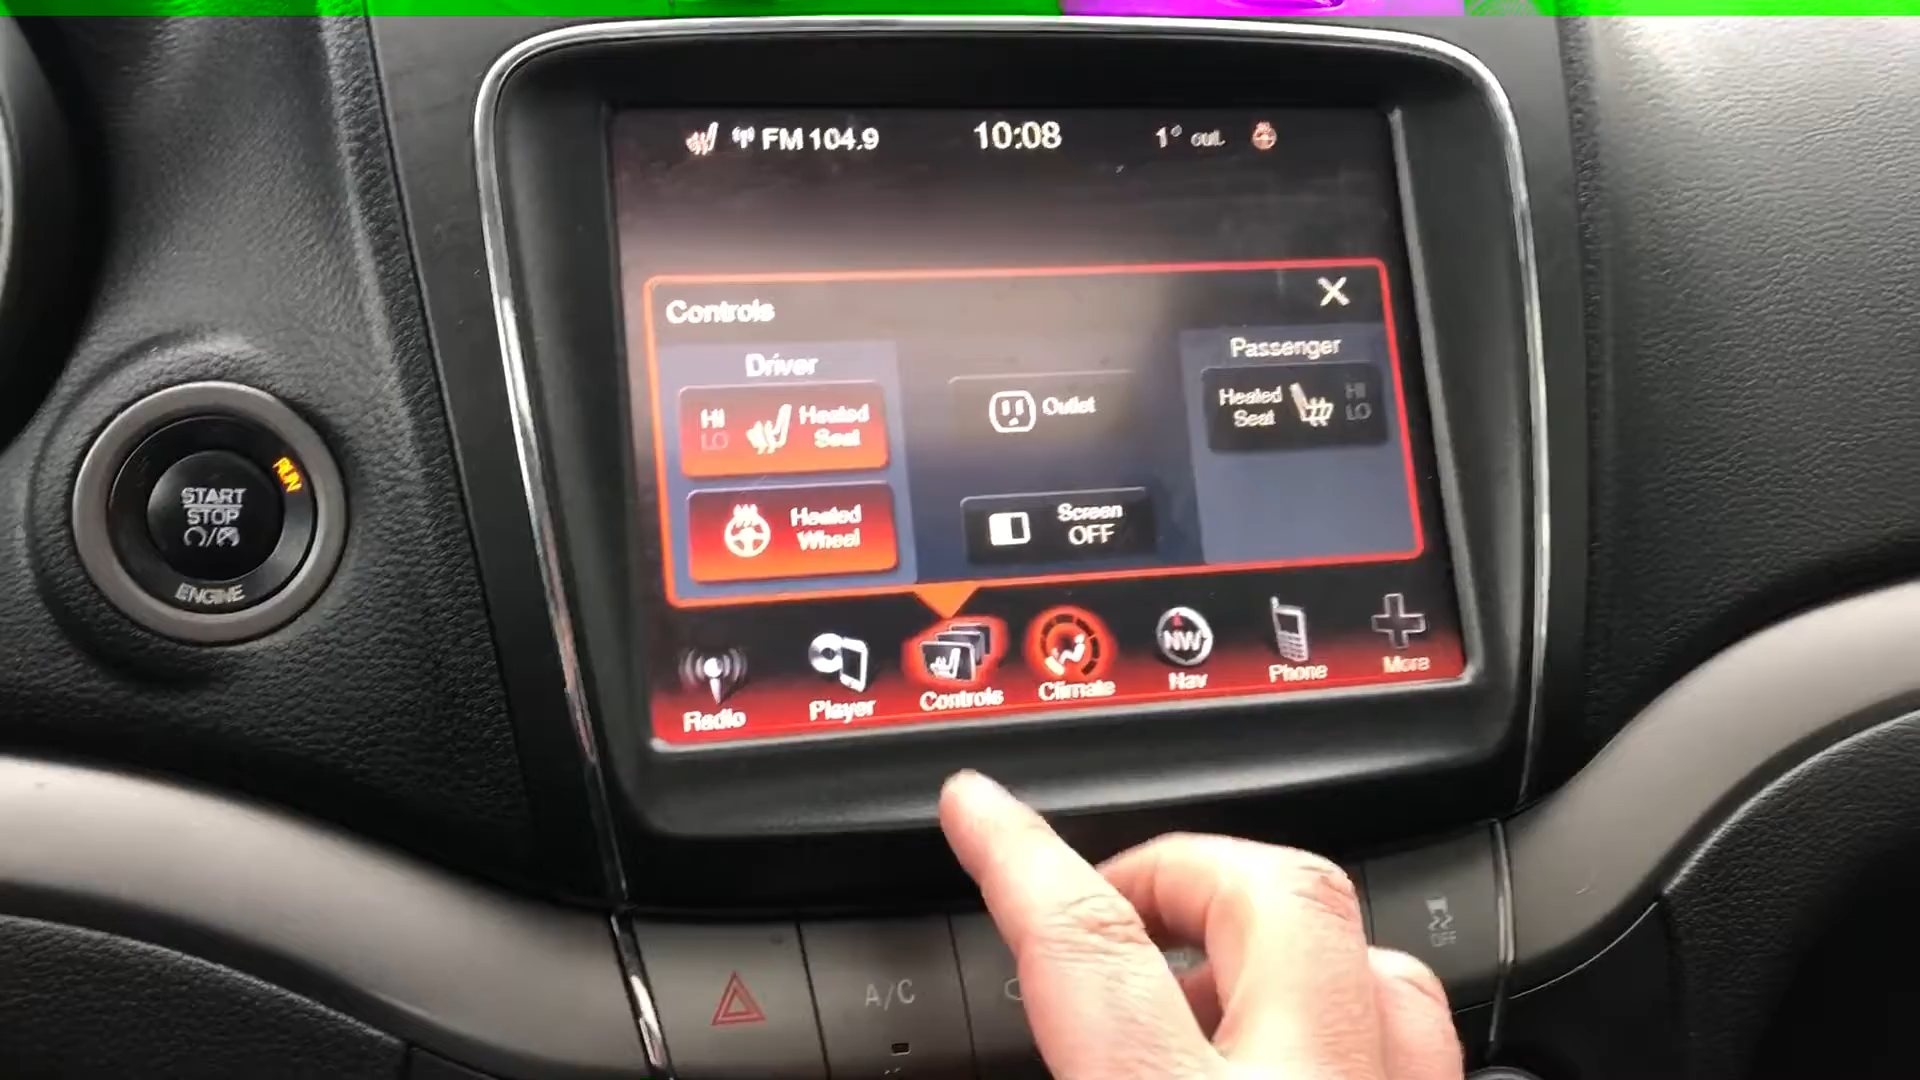 FM 104.9
10:08
1° out.
Controls
Driver
Passenger
HI
LO
Heated
Seat
Outlet
Heated
Seat
HI
LO
Heated
Wheel
Screen
OFF
RUN
START
STOP
ENGINE
NW
Radio
Player
Controls
Climate
Nav
Phone
More
A/C